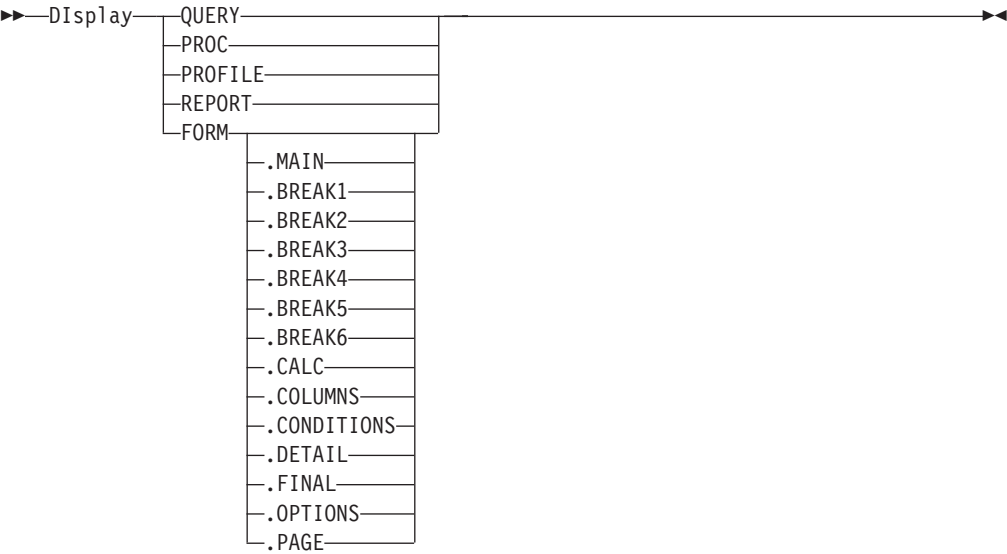 DIsplay QUERY
PROC
PROFILE
REPORT
FORM
.MAIN
.BREAK1
.BREAK2
.BREAK3
.BREAK4
.BREAK5
.BREAK6
.CALC
.COLUMNS
.CONDITIONS
.DETAIL
.FINAL
.OPTIONS
.PAGE